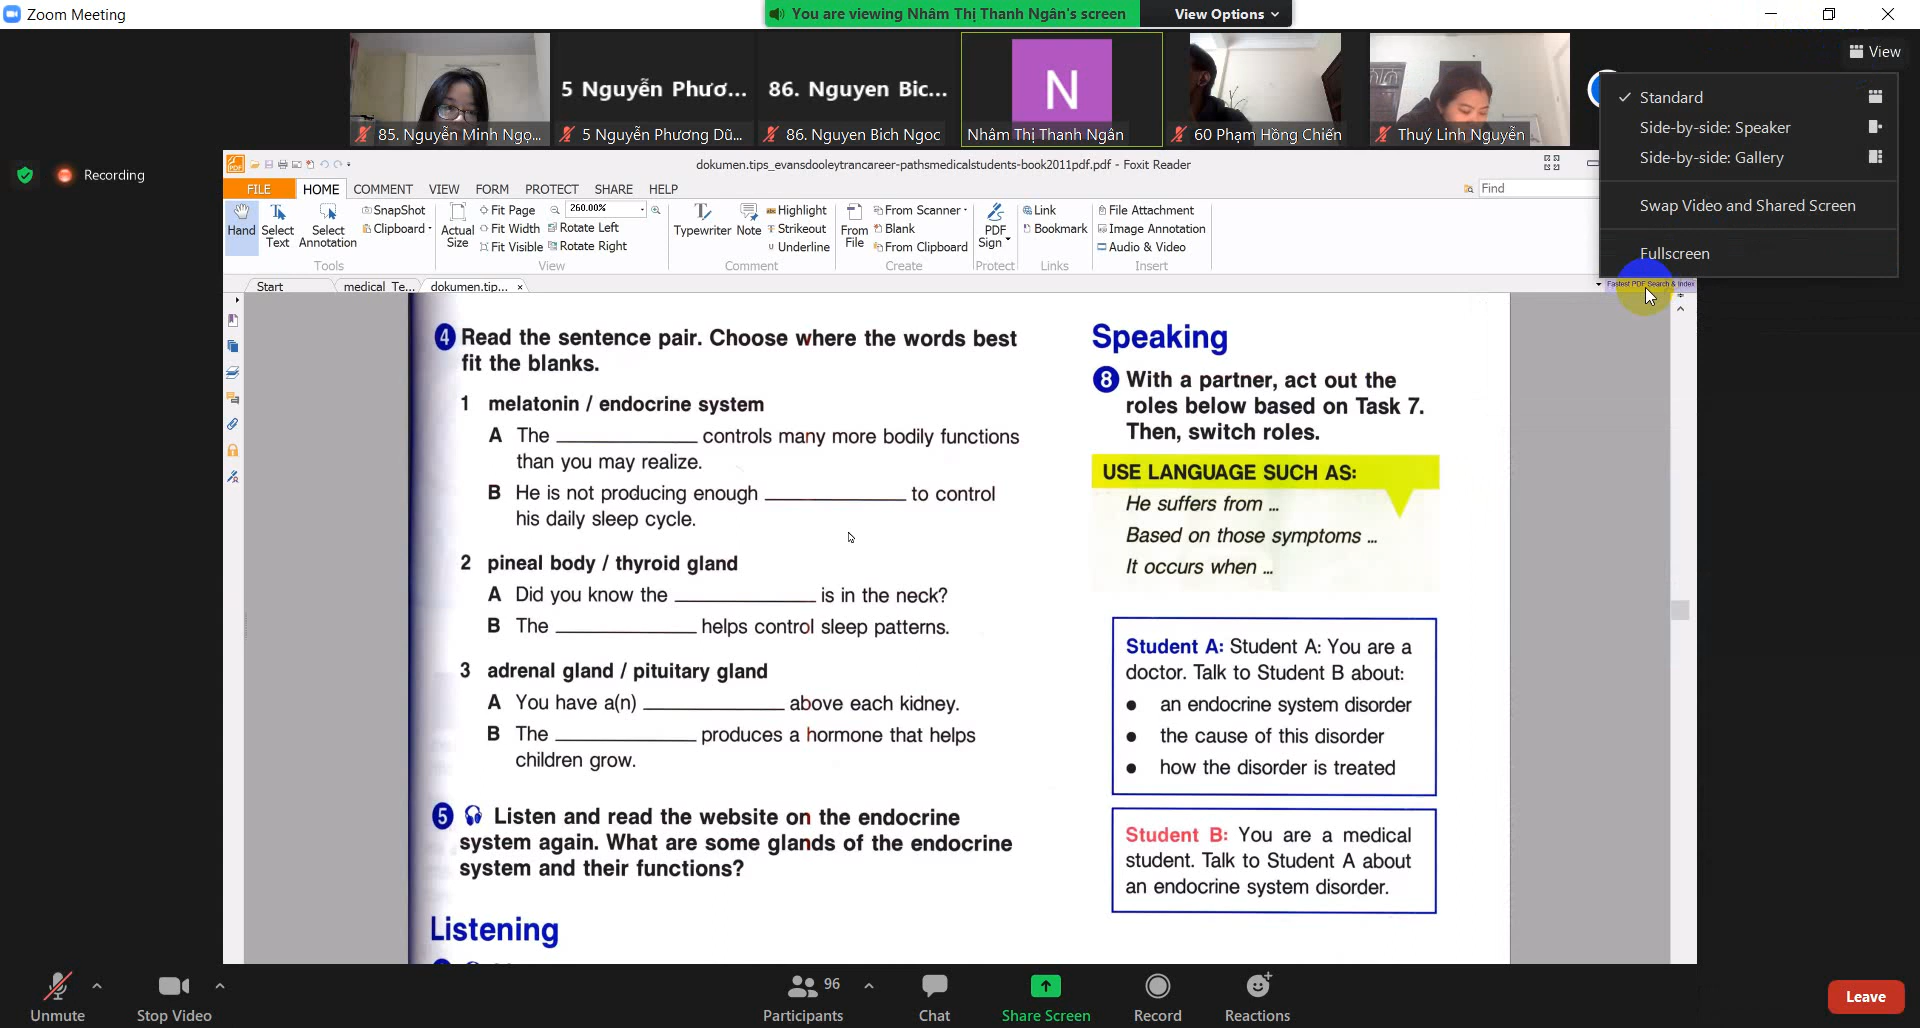 Zoom Meeting
You are viewing Nhâm Thị Thanh Ngân's screen
View Options
View
5 Nguyễn Phươ...
86. Nguyen Bic...
N
85. Nguyễn Minh Ngọ...
5 Nguyễn Phương Dũ...
86. Nguyen Bich Ngoc
Nhâm Thị Thanh Ngân
60 Phạm Hồng Chiến
Thuý Linh Nguyễn
Standard
Side-by-side: Speaker
Side-by-side: Gallery
Swap Video and Shared Screen
Fullscreen
Recording
dokumen.tips_evansdooleytrancareer-pathsmedicalstudents-book2011pdf.pdf - Foxit Reader
FILE HOME COMMENT VIEW FORM PROTECT SHARE HELP
Find
Hand
Select Text
Select Annotation
SnapShot
Clipboard
Tools
Actual Size
Fit Page
Fit Width
Fit Visible
260.00%
Rotate Left
Rotate Right
View
Typewriter
Note
Highlight
Strikeout
Underline
Comment
From File
From Scanner
Blank
From Clipboard
Create
PDF Sign
Protect
Link
Bookmark
Links
File Attachment
Image Annotation
Audio & Video
Insert
Start
medical Te...
dokumen.tip... ×
Fastest PDF Search & Index
4 Read the sentence pair. Choose where the words best
fit the blanks.
1 melatonin / endocrine system
A The ____________ controls many more bodily functions
than you may realize.
B He is not producing enough ____________ to control
his daily sleep cycle.
2 pineal body / thyroid gland
A Did you know the ____________ is in the neck?
B The ____________ helps control sleep patterns.
3 adrenal gland / pituitary gland
A You have a(n) ____________ above each kidney.
B The ____________ produces a hormone that helps
children grow.
5 Listen and read the website on the endocrine
system again. What are some glands of the endocrine
system and their functions?
Listening
Speaking
8 With a partner, act out the
roles below based on Task 7.
Then, switch roles.
USE LANGUAGE SUCH AS:
He suffers from ...
Based on those symptoms ...
It occurs when ...
Student A: Student A: You are a
doctor. Talk to Student B about:
• an endocrine system disorder
• the cause of this disorder
• how the disorder is treated
Student B: You are a medical
student. Talk to Student A about
an endocrine system disorder.
Unmute
Stop Video
96
Participants
Chat
Share Screen
Record
Reactions
Leave